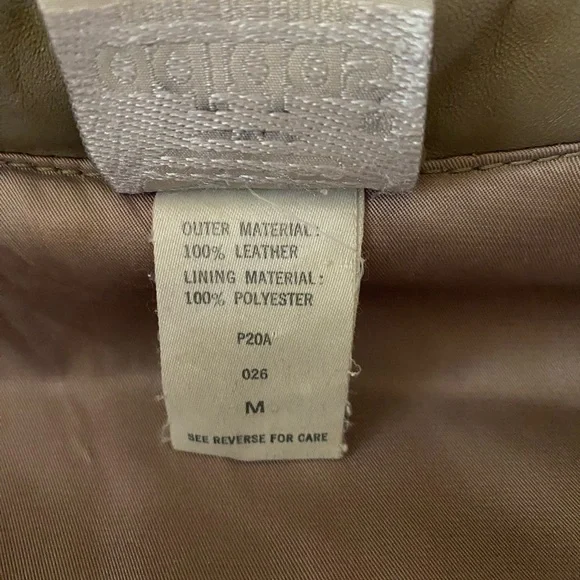 OUTER MATERIAL:
100% LEATHER
LINING MATERIAL:
100% POLYESTER
P20A
026
M
SEE REVERSE FOR CARE